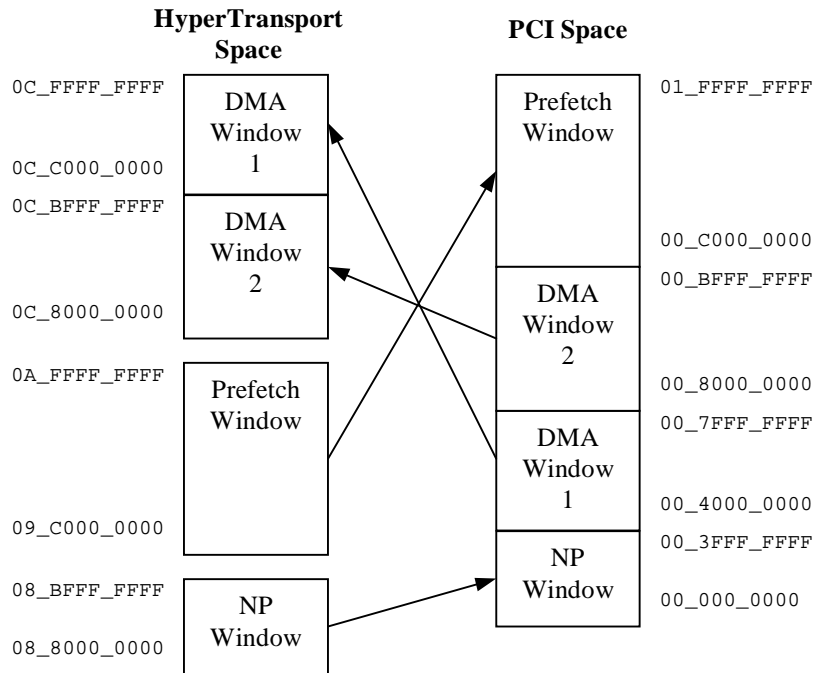 HyperTransport
Space
PCI Space
0C_FFFF_FFFF
DMA
Window
1
0C_C000_0000
0C_BFFF_FFFF
DMA
Window
2
0C_8000_0000
0A_FFFF_FFFF
Prefetch
Window
09_C000_0000
08_BFFF_FFFF
NP
Window
08_8000_0000
Prefetch
Window
01_FFFF_FFFF
00_C000_0000
00_BFFF_FFFF
DMA
Window
2
00_8000_0000
00_7FFF_FFFF
DMA
Window
1
00_4000_0000
00_3FFF_FFFF
NP
Window
00_000_0000